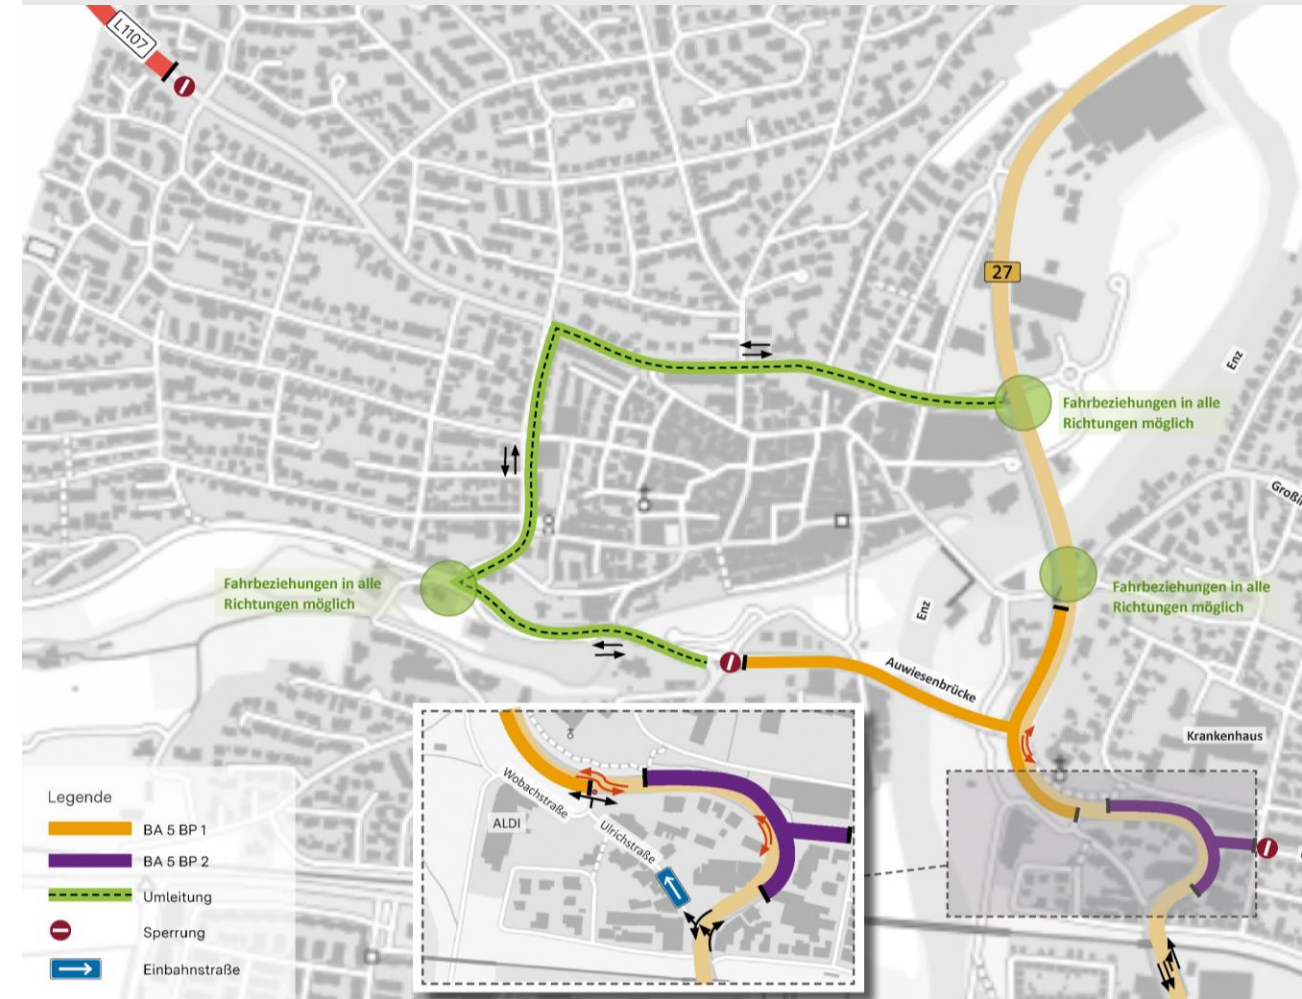 L1107
27
Enz
Fahrbeziehungen in alle
Richtungen möglich
Fahrbeziehungen in alle
Richtungen möglich
Fahrbeziehungen in alle
Richtungen möglich
Enz
Auwiesenbrücke
Krankenhaus
Wobachstraße
ALDI
Ulrichstraße
Legende
BA 5 BP 1
BA 5 BP 2
Umleitung
Sperrung
Einbahnstraße